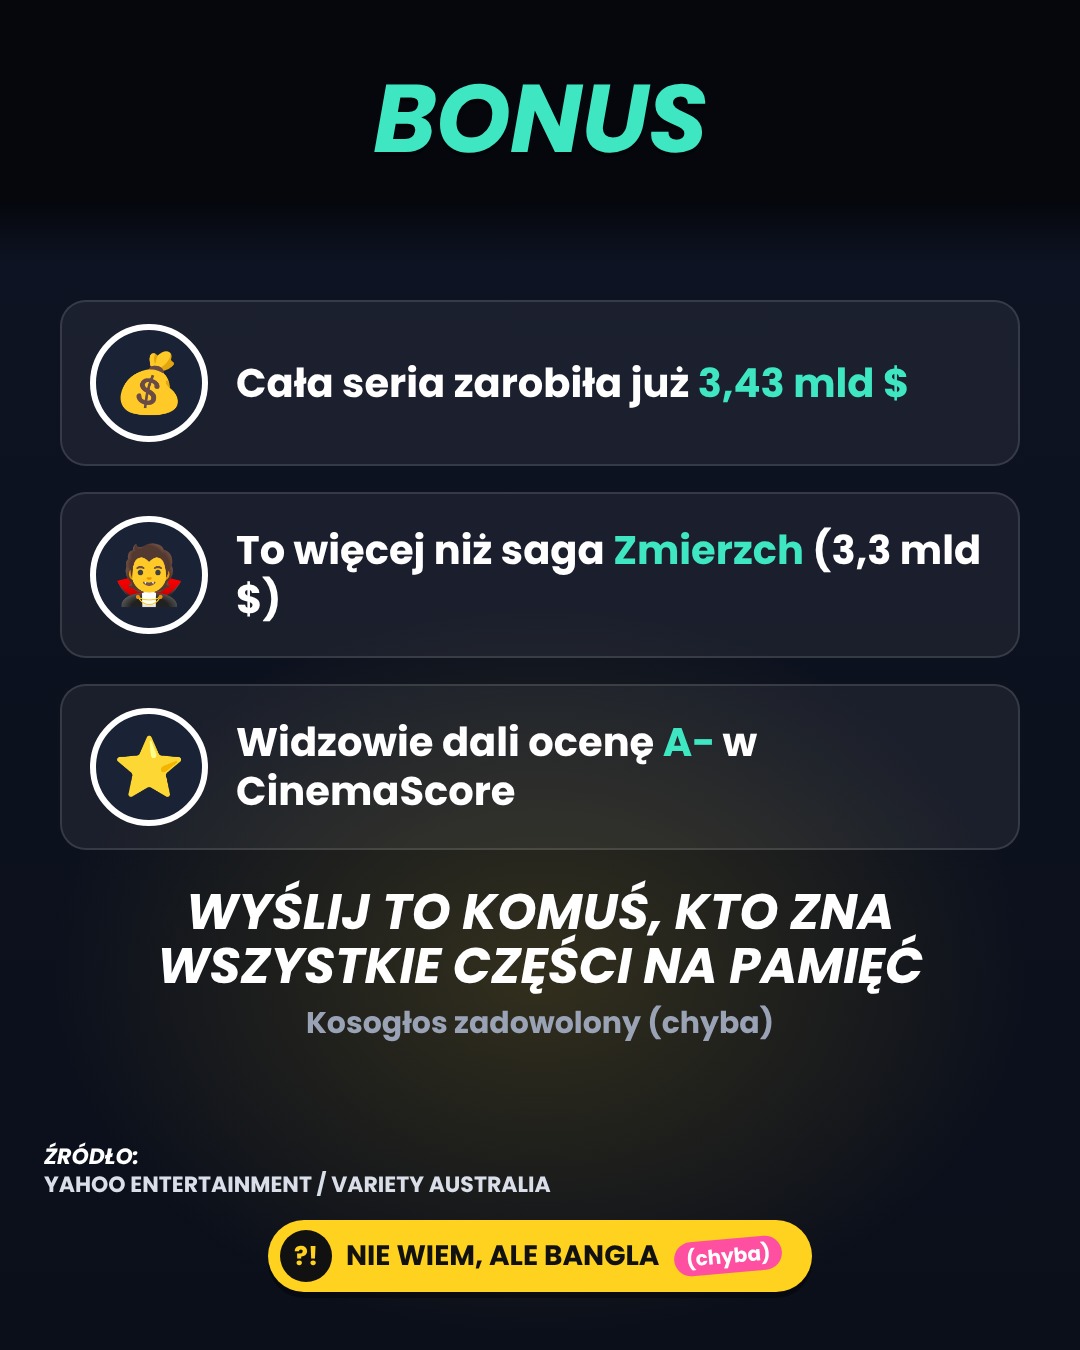 BONUS
Cała seria zarobiła już 3,43 mld $
To więcej niż saga Zmierzch (3,3 mld
$)
Widzowie dali ocenę A- w
CinemaScore
WYŚLIJ TO KOMUŚ, KTO ZNA
WSZYSTKIE CZĘŚCI NA PAMIĘĆ
Kosogłos zadowolony (chyba)
ŹRÓDŁO:
YAHOO ENTERTAINMENT / VARIETY AUSTRALIA
?! NIE WIEM, ALE BANGLA (chyba)